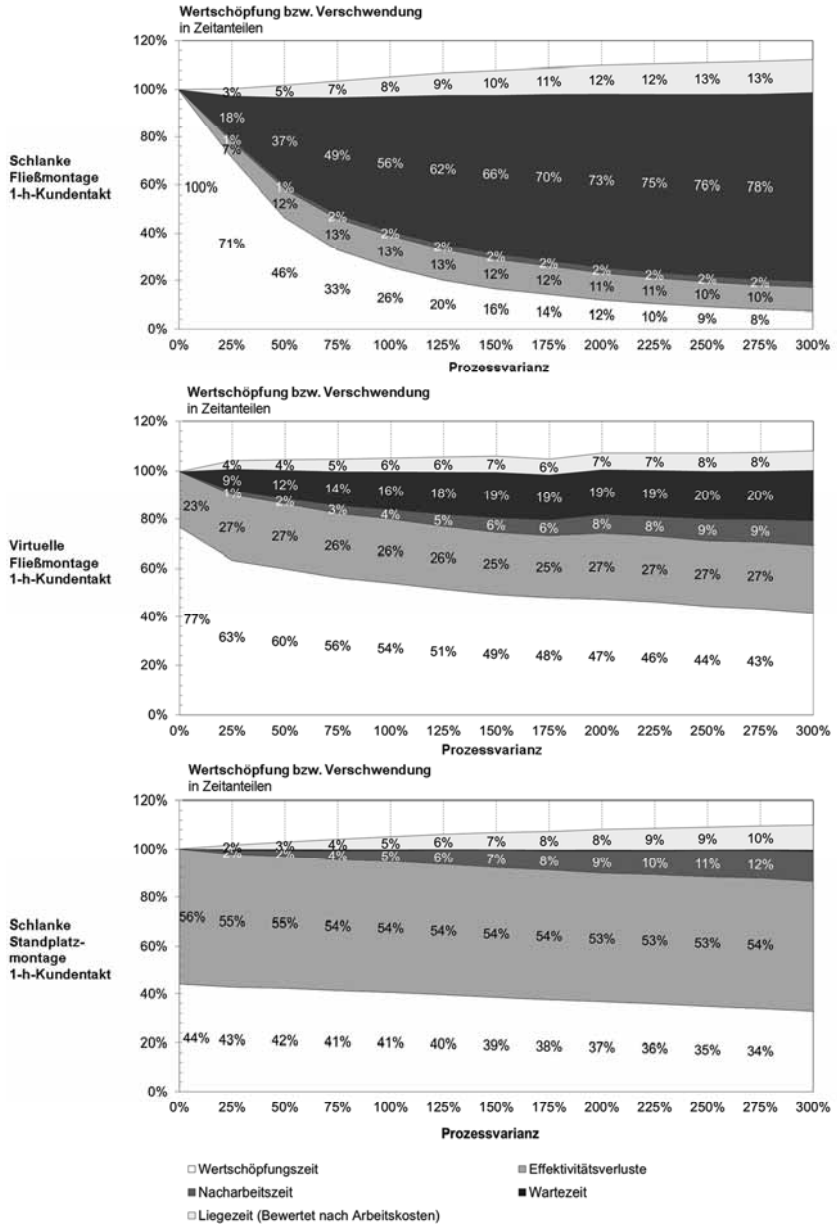 Wertschöpfung bzw. Verschwendung
in Zeitanteilen
120%
100%
80%
60%
40%
20%
0%
Schlanke
Fließmontage
1-h-Kundentakt
3% 5% 7% 8% 9% 10% 11% 12% 12% 13% 13%
18% 37% 49% 56% 62% 66% 70% 73% 75% 76% 78%
1% 1% 2% 2% 2% 2% 2% 2% 2% 2% 2%
7% 12% 13% 13% 13% 12% 12% 11% 11% 10% 10%
100% 71% 46% 33% 26% 20% 16% 14% 12% 10% 9% 8%
0% 25% 50% 75% 100% 125% 150% 175% 200% 225% 250% 275% 300%
Prozessvarianz
Wertschöpfung bzw. Verschwendung
in Zeitanteilen
120%
100%
80%
60%
40%
20%
0%
Virtuelle
Fließmontage
1-h-Kundentakt
4% 4% 5% 6% 6% 7% 6% 7% 7% 8% 8%
9% 12% 14% 16% 18% 19% 19% 19% 19% 20% 20%
1% 2% 3% 4% 5% 6% 6% 8% 8% 9% 9%
23% 27% 27% 26% 26% 26% 25% 25% 27% 27% 27% 27%
77% 63% 60% 56% 54% 51% 49% 48% 47% 46% 44% 43%
0% 25% 50% 75% 100% 125% 150% 175% 200% 225% 250% 275% 300%
Prozessvarianz
Wertschöpfung bzw. Verschwendung
in Zeitanteilen
120%
100%
80%
60%
40%
20%
0%
Schlanke
Standplatz-
montage
1-h-Kundentakt
2% 3% 4% 5% 6% 7% 8% 8% 9% 9% 10%
2% 2% 4% 5% 6% 7% 8% 9% 10% 11% 12%
56% 55% 55% 54% 54% 54% 54% 54% 53% 53% 53% 54%
44% 43% 42% 41% 41% 40% 39% 38% 37% 36% 35% 34%
0% 25% 50% 75% 100% 125% 150% 175% 200% 225% 250% 275% 300%
Prozessvarianz
Wertschöpfungszeit Effektivitätsverluste
Nacharbeitszeit Wartezeit
Liegezeit (Bewertet nach Arbeitskosten)